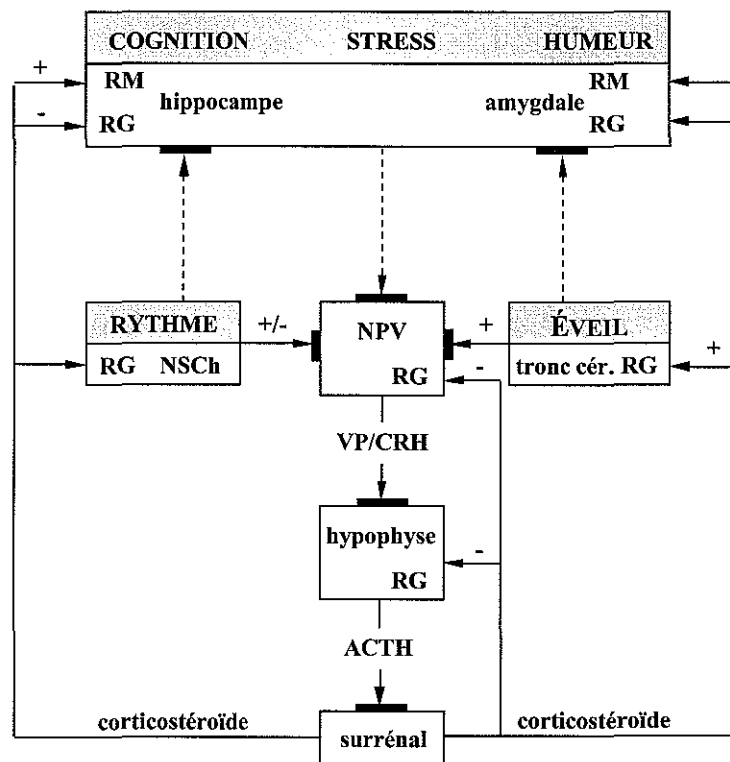 COGNITION STRESS HUMEUR
+ RM RM
hippocampe amygdale
- RG RG
RYTHME +/- NPV + ÉVEIL
RG NSCh RG - tronc cér. RG +
VP/CRH
hypophyse
RG -
ACTH
corticostéroïde corticostéroïde
surrénal